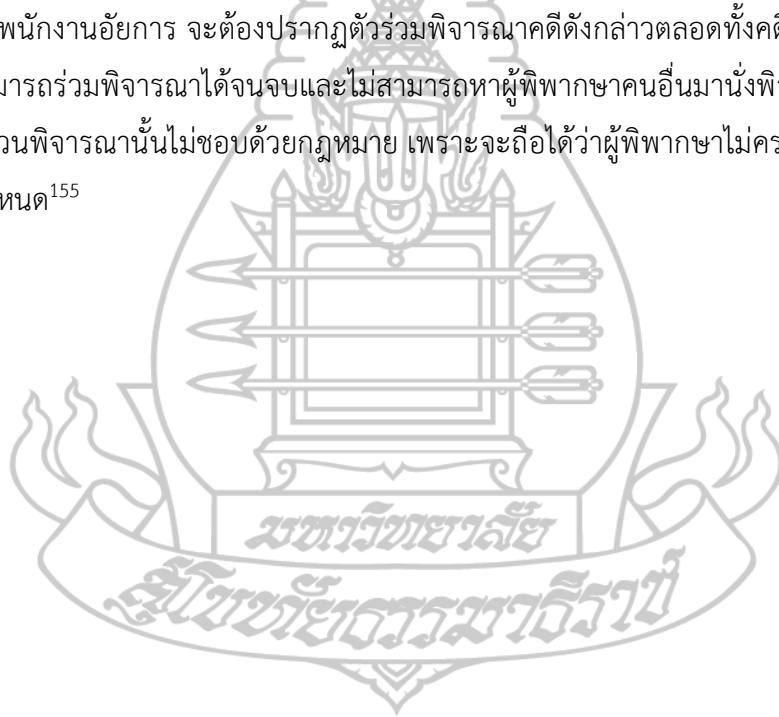 พนักงานอัยการ จะต้องปรากฏตัวร่วมพิจารณาคดีดังกล่าวตลอดทั้งคดี
มารถร่วมพิจารณาได้จนจบและไม่สามารถหาผู้พิพากษาคนอื่นมานั่งพิ
วนพิจารณานั้นไม่ชอบด้วยกฎหมาย เพราะจะถือได้ว่าผู้พิพากษาไม่คร
หนด155
มหาวิทยาลัย
สุโขทัยธรรมาธิราช